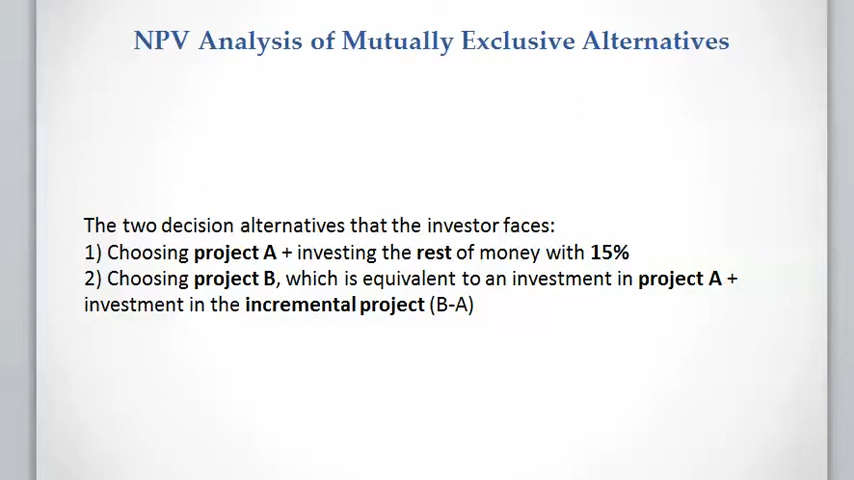 NPV Analysis of Mutually Exclusive Alternatives
The two decision alternatives that the investor faces:
1) Choosing project A + investing the rest of money with 15%
2) Choosing project B, which is equivalent to an investment in project A +
investment in the incremental project (B-A)